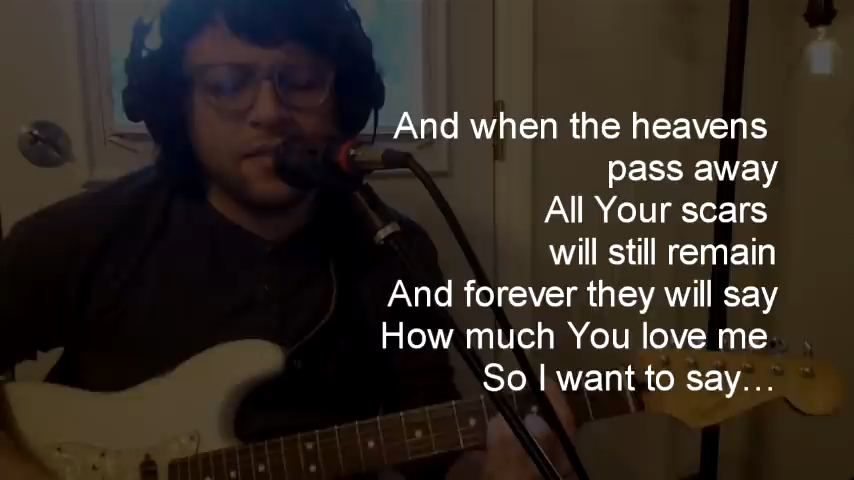 And when the heavens
pass away
All Your scars
will still remain
And forever they will say
How much You love me
So I want to say…